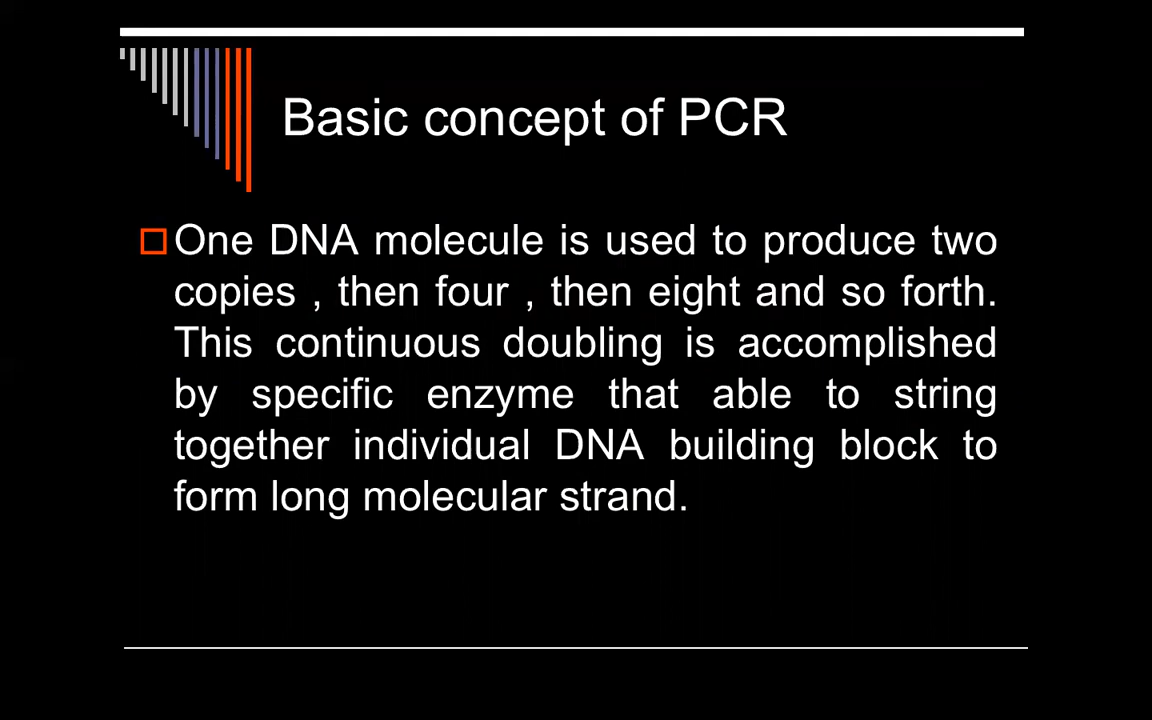 Basic concept of PCR
One DNA molecule is used to produce two
copies , then four , then eight and so forth.
This continuous doubling is accomplished
by specific enzyme that able to string
together individual DNA building block to
form long molecular strand.